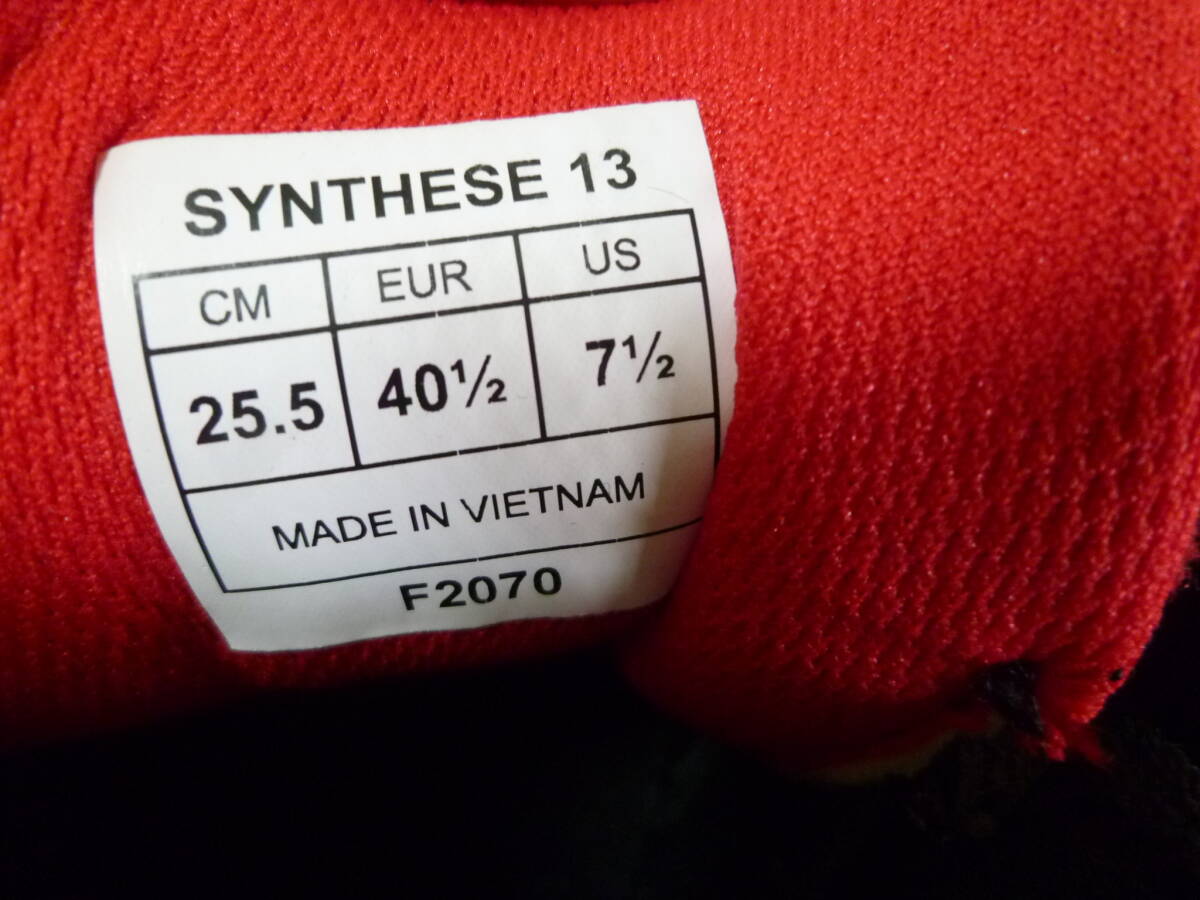 SYNTHESE 13
CM EUR US
25.5 40½ 7½
MADE IN VIETNAM
F2070